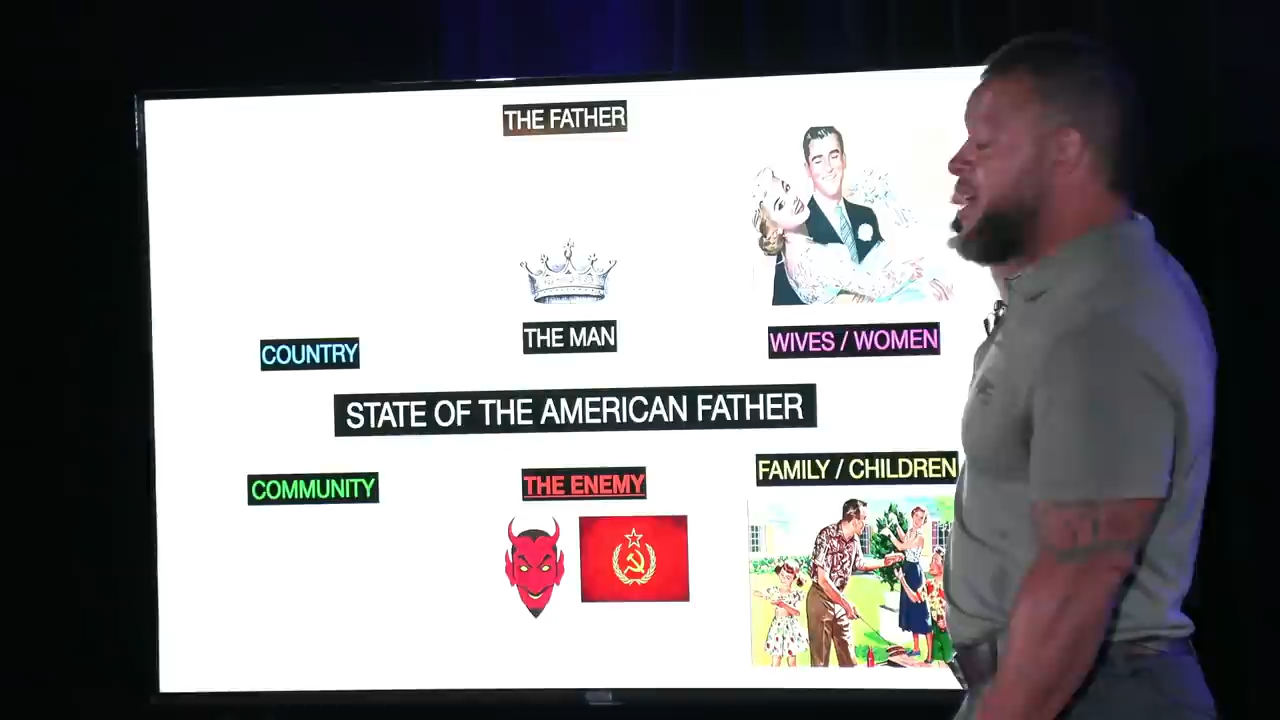 THE FATHER
THE MAN
COUNTRY
WIVES / WOMEN
STATE OF THE AMERICAN FATHER
COMMUNITY
THE ENEMY
FAMILY / CHILDREN